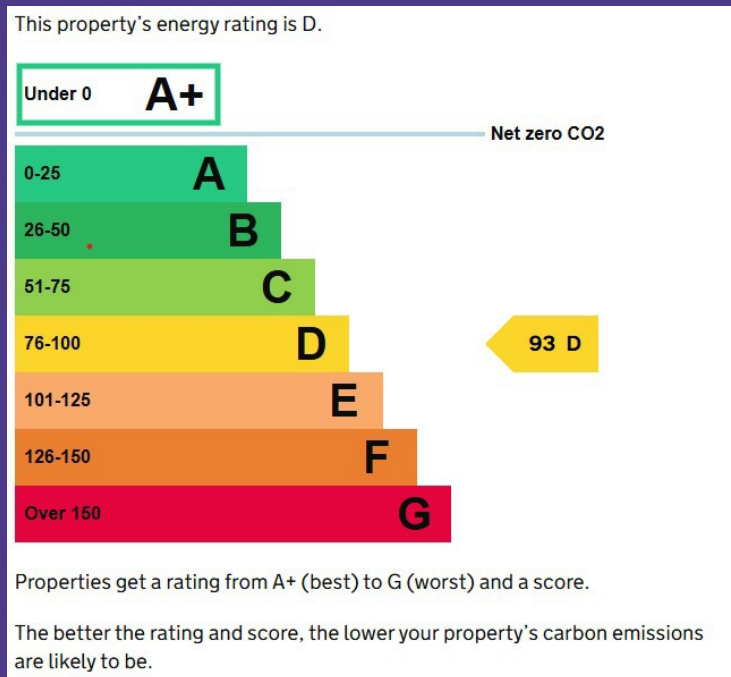 This property's energy rating is D.
Under 0 A+
Net zero CO2
0-25 A
26-50 B
51-75 C
76-100 D 93 D
101-125 E
126-150 F
Over 150 G
Properties get a rating from A+ (best) to G (worst) and a score.
The better the rating and score, the lower your property's carbon emissions
are likely to be.